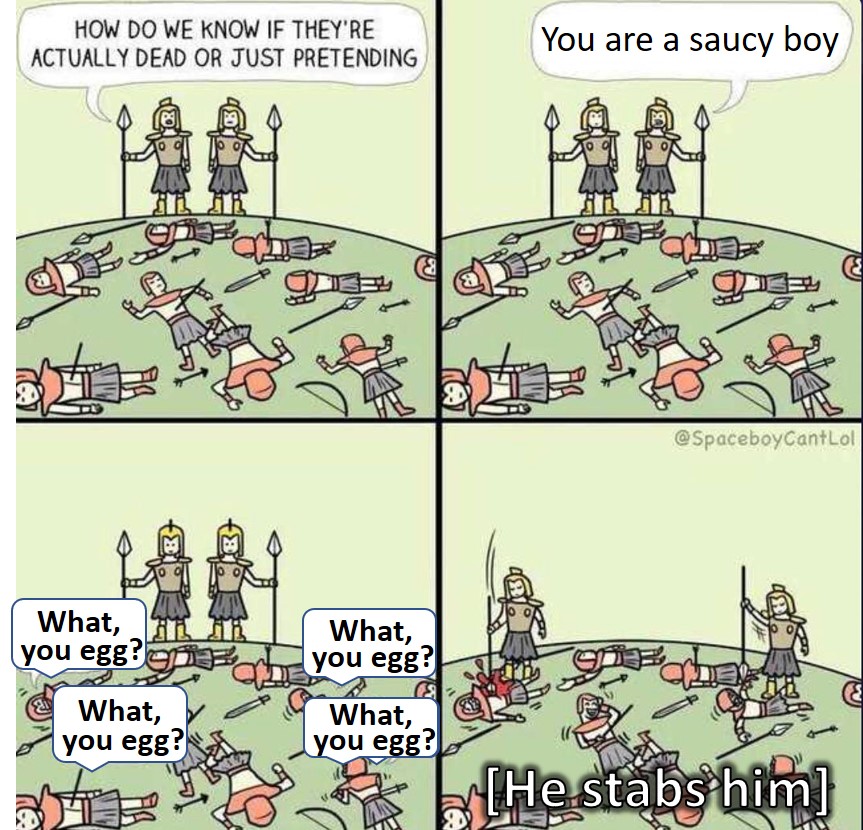 HOW DO WE KNOW IF THEY'RE
ACTUALLY DEAD OR JUST PRETENDING
You are a saucy boy
What,
you egg?
What,
you egg?
What,
you egg?
What,
you egg?
@SpaceboyCantLol
[He stabs him]